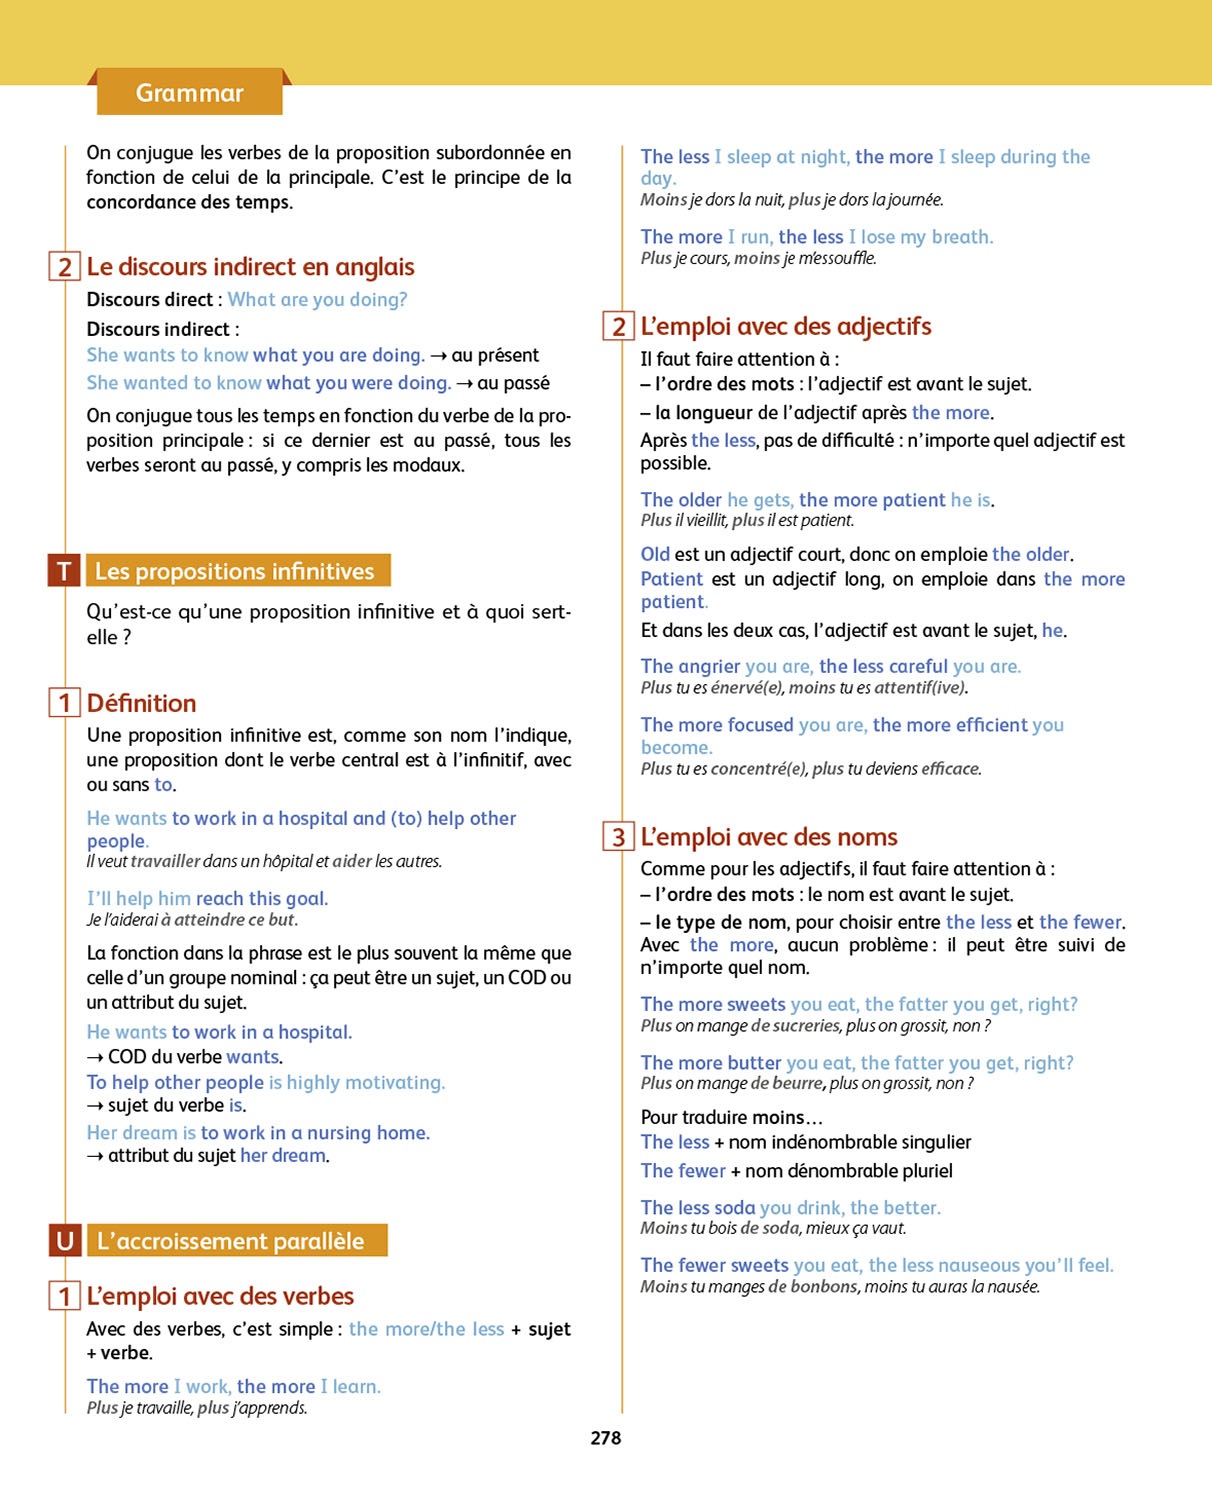 Grammar
On conjugue les verbes de la proposition subordonnée en
fonction de celui de la principale. C'est le principe de la
concordance des temps.
2 Le discours indirect en anglais
Discours direct : What are you doing?
Discours indirect :
She wants to know what you are doing. → au présent
She wanted to know what you were doing. → au passé
On conjugue tous les temps en fonction du verbe de la pro-
position principale : si ce dernier est au passé, tous les
verbes seront au passé, y compris les modaux.
T Les propositions infinitives
Qu'est-ce qu'une proposition infinitive et à quoi sert-
elle ?
1 Définition
Une proposition infinitive est, comme son nom l'indique,
une proposition dont le verbe central est à l'infinitif, avec
ou sans to.
He wants to work in a hospital and (to) help other
people.
Il veut travailler dans un hôpital et aider les autres.
I'll help him reach this goal.
Je l'aiderai à atteindre ce but.
La fonction dans la phrase est le plus souvent la même que
celle d'un groupe nominal : ça peut être un sujet, un COD ou
un attribut du sujet.
He wants to work in a hospital.
→ COD du verbe wants.
To help other people is highly motivating.
→ sujet du verbe is.
Her dream is to work in a nursing home.
→ attribut du sujet her dream.
U L'accroissement parallèle
1 L'emploi avec des verbes
Avec des verbes, c'est simple : the more/the less + sujet
+ verbe.
The more I work, the more I learn.
Plus je travaille, plus j'apprends.
The less I sleep at night, the more I sleep during the
day.
Moins je dors la nuit, plus je dors la journée.
The more I run, the less I lose my breath.
Plus je cours, moins je m'essouffle.
2 L'emploi avec des adjectifs
Il faut faire attention à :
– l'ordre des mots : l'adjectif est avant le sujet.
– la longueur de l'adjectif après the more.
Après the less, pas de difficulté : n'importe quel adjectif est
possible.
The older he gets, the more patient he is.
Plus il vieillit, plus il est patient.
Old est un adjectif court, donc on emploie the older.
Patient est un adjectif long, on emploie dans the more
patient.
Et dans les deux cas, l'adjectif est avant le sujet, he.
The angrier you are, the less careful you are.
Plus tu es énervé(e), moins tu es attentif(ive).
The more focused you are, the more efficient you
become.
Plus tu es concentré(e), plus tu deviens efficace.
3 L'emploi avec des noms
Comme pour les adjectifs, il faut faire attention à :
– l'ordre des mots : le nom est avant le sujet.
– le type de nom, pour choisir entre the less et the fewer.
Avec the more, aucun problème : il peut être suivi de
n'importe quel nom.
The more sweets you eat, the fatter you get, right?
Plus on mange de sucreries, plus on grossit, non ?
The more butter you eat, the fatter you get, right?
Plus on mange de beurre, plus on grossit, non ?
Pour traduire moins…
The less + nom indénombrable singulier
The fewer + nom dénombrable pluriel
The less soda you drink, the better.
Moins tu bois de soda, mieux ça vaut.
The fewer sweets you eat, the less nauseous you'll feel.
Moins tu manges de bonbons, moins tu auras la nausée.
278